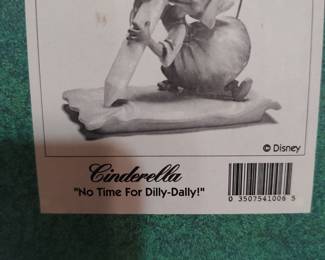 © Disney
Cinderella
"No Time For Dilly-Dally!"
0 3507541006 5